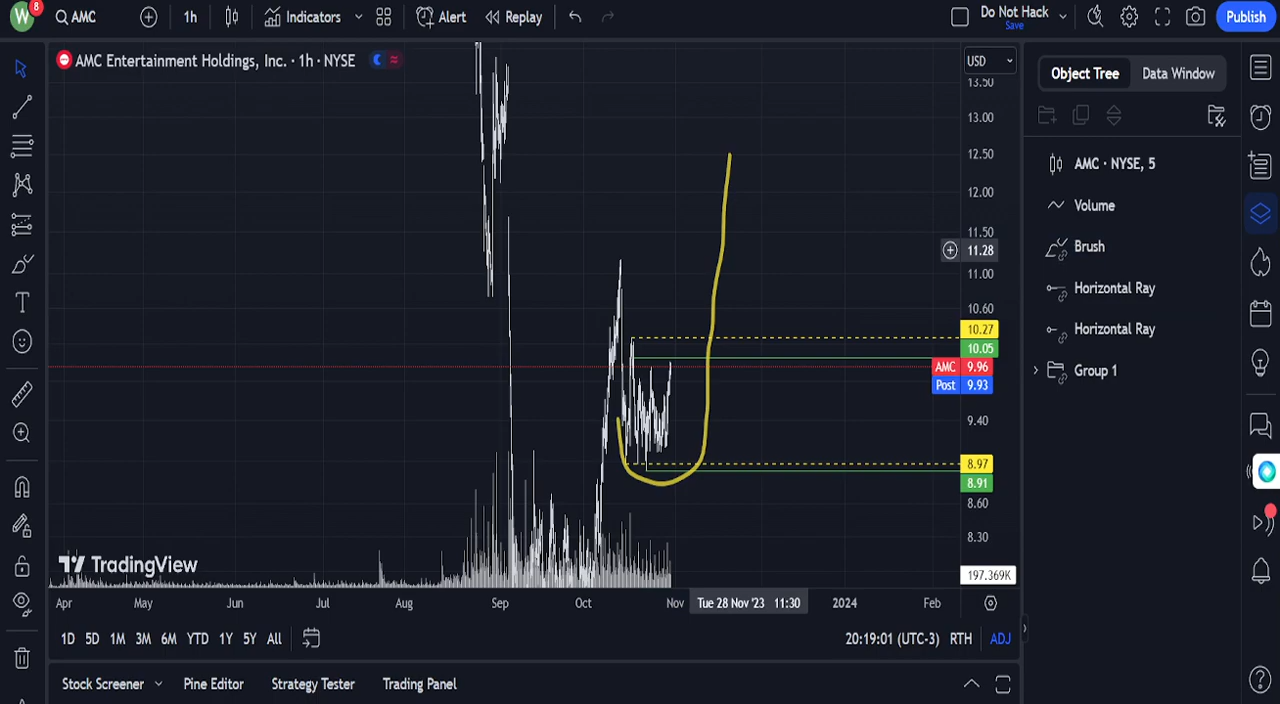 W 8 AMC 1h Indicators Alert Replay Do Not Hack Save Publish
AMC Entertainment Holdings, Inc. · 1h · NYSE
USD
Object Tree Data Window
13.50
13.00
12.50
12.00
11.50
11.28
11.00
10.60
10.27
10.05
AMC 9.96
Post 9.93
9.40
8.97
8.91
8.60
8.30
197.369K
AMC · NYSE, 5
Volume
Brush
Horizontal Ray
Horizontal Ray
Group 1
TradingView
Apr May Jun Jul Aug Sep Oct Nov Tue 28 Nov '23 11:30 2024 Feb
1D 5D 1M 3M 6M YTD 1Y 5Y All 20:19:01 (UTC-3) RTH ADJ
Stock Screener Pine Editor Strategy Tester Trading Panel